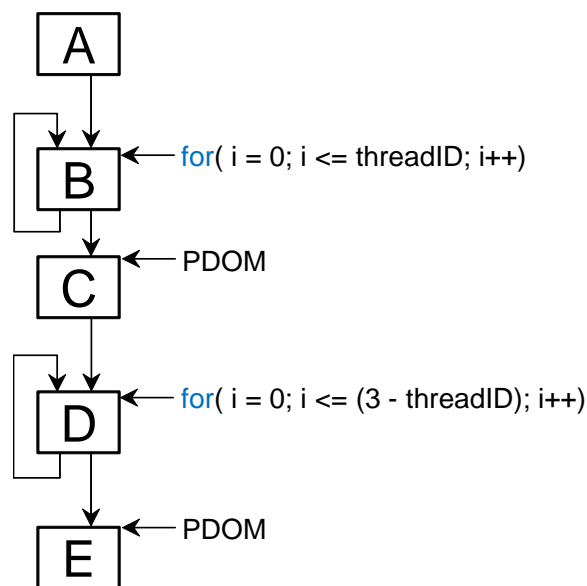 A
B
for( i = 0; i <= threadID; i++)
PDOM
C
for( i = 0; i <= (3 - threadID); i++)
D
PDOM
E